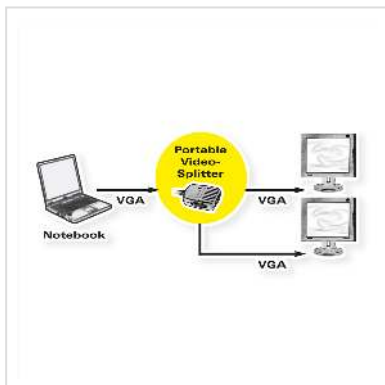 Portable
Video-
Splitter
VGA
VGA
Notebook
VGA